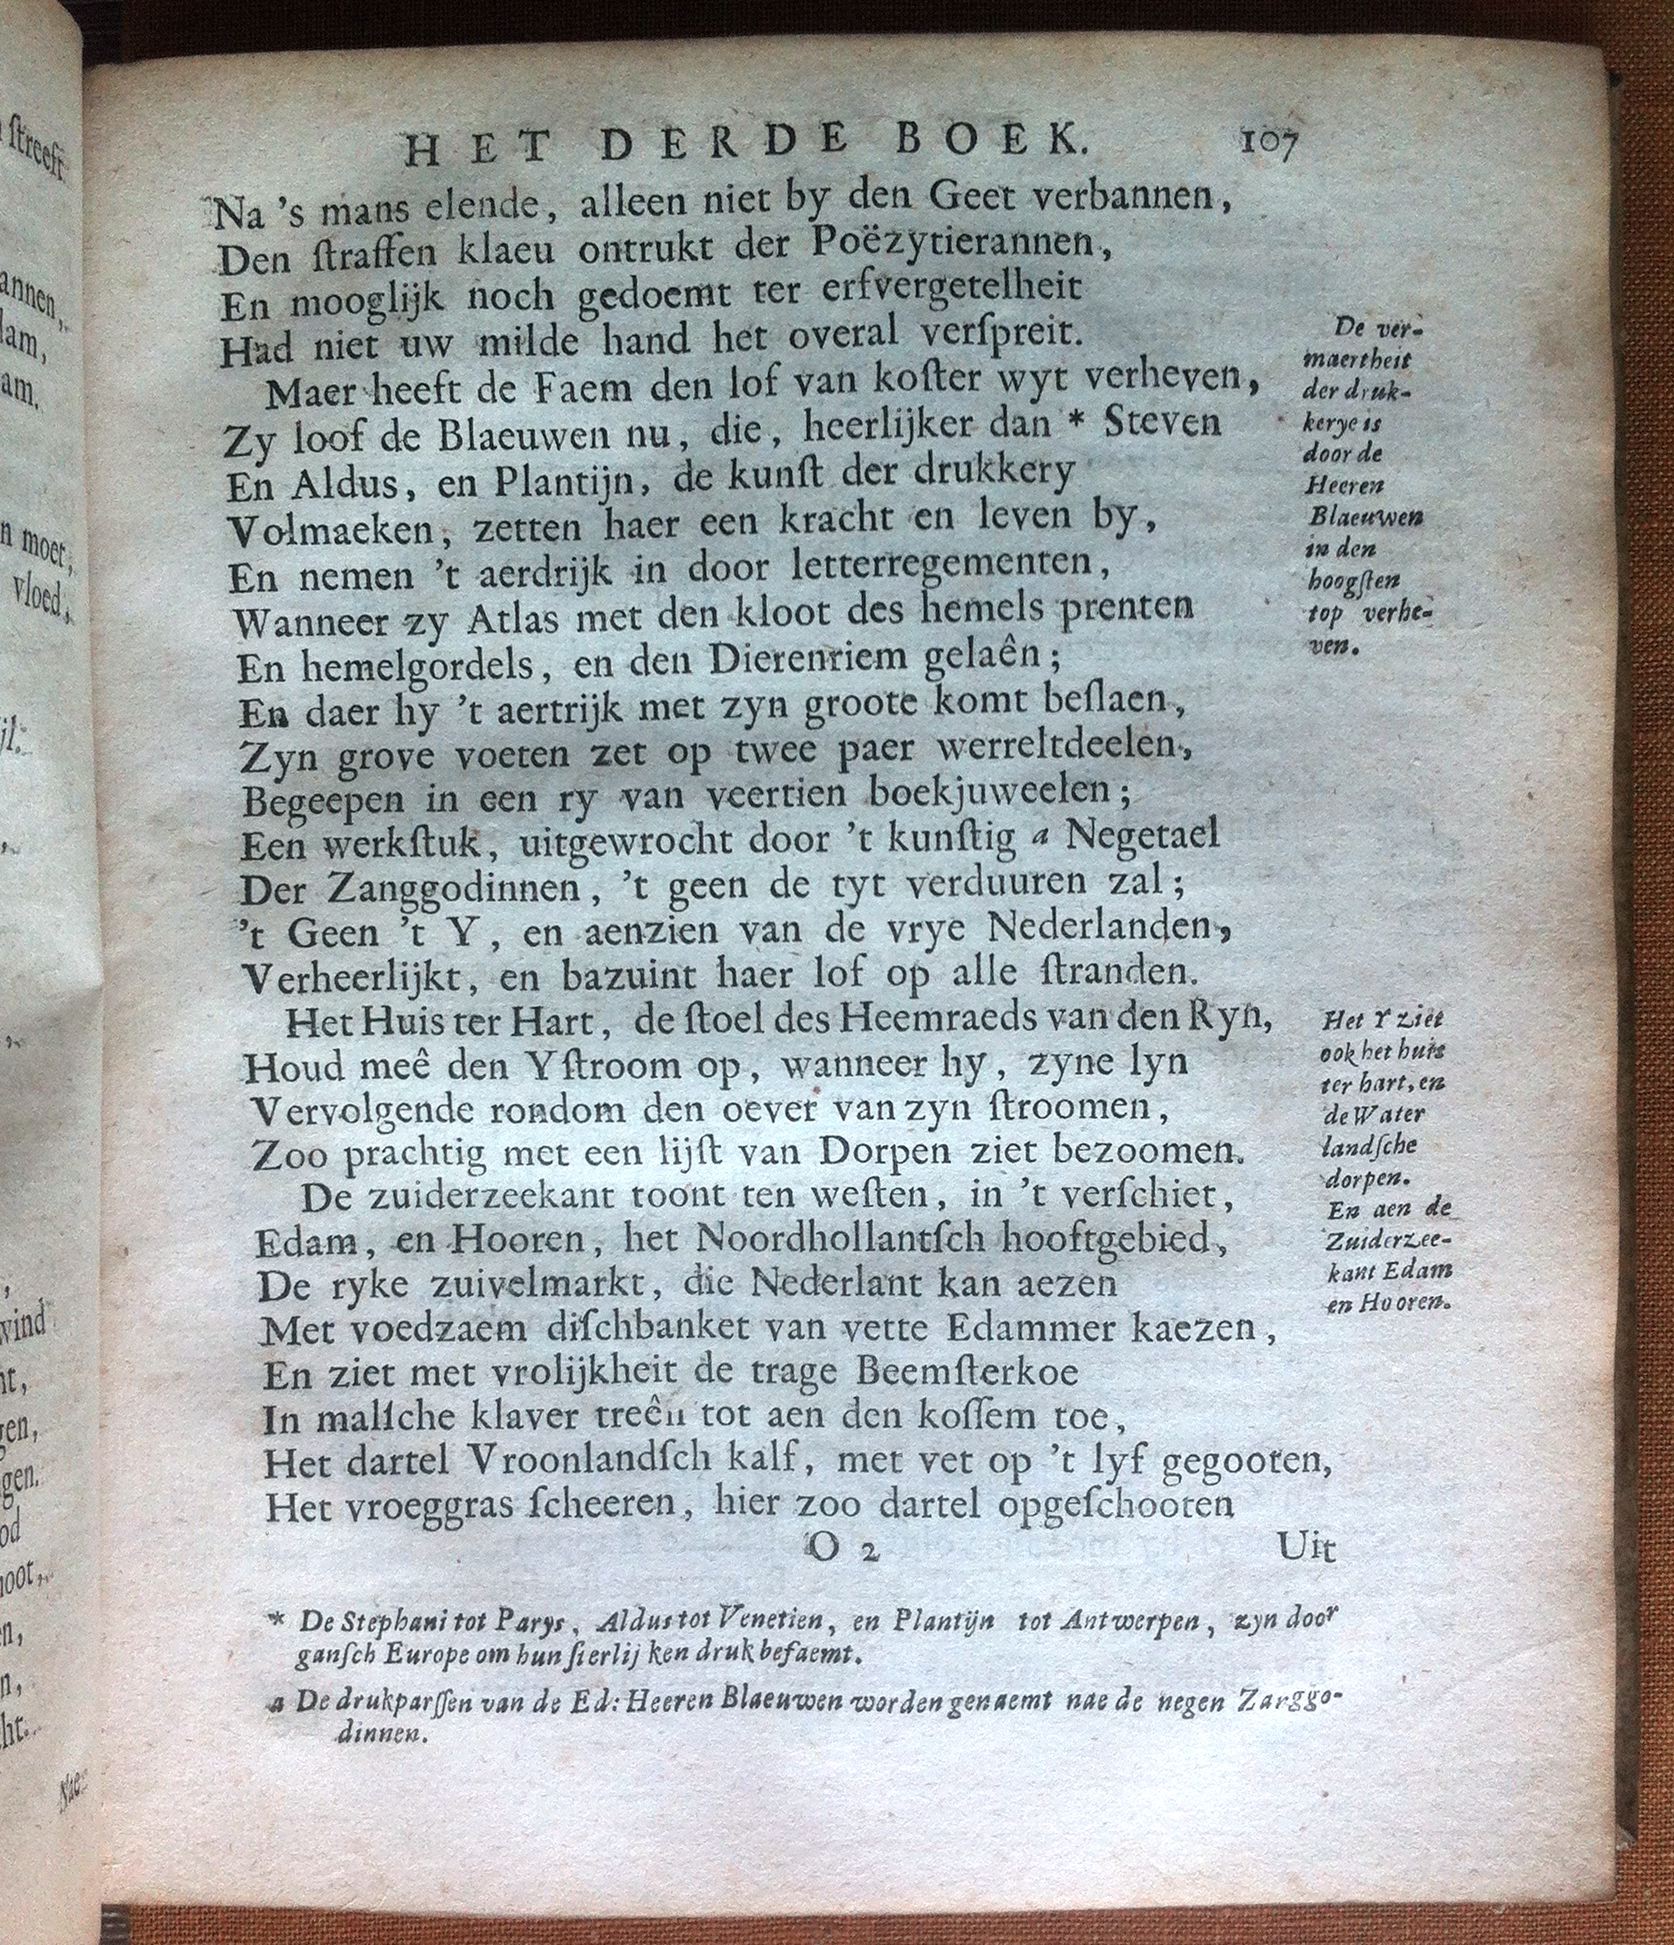 HET DERDE BOEK. 107
Na 's mans elende, alleen niet by den Geet verbannen,
Den ſtraffen klaeu ontrukt der Poëzytierannen,
En mooglijk noch gedoemt ter erfvergetelheit
Had niet uw milde hand het overal verſpreit.
Maer heeft de Faem den lof van koſter wyt verheven,
Zy loof de Blaeuwen nu, die, heerlijker dan * Steven
En Aldus, en Plantijn, de kunſt der drukkery
Volmaeken, zetten haer een kracht en leven by,
En nemen 't aerdrijk in door letterregementen,
Wanneer zy Atlas met den kloot des hemels prenten
En hemelgordels, en den Dierenriem gelaên;
En daer hy 't aertrijk met zyn groote komt beſlaen,
Zyn grove voeten zet op twee paer werreltdeelen,
Begeepen in een ry van veertien boekjuweelen;
Een werkſtuk, uitgewrocht door 't kunſtig a Negetael
Der Zanggodinnen, 't geen de tyt verduuren zal;
't Geen 't Y, en aenzien van de vrye Nederlanden,
Verheerlijkt, en bazuint haer lof op alle ſtranden.
Het Huis ter Hart, de ſtoel des Heemraeds van den Ryn,
Houd meê den Yſtroom op, wanneer hy, zyne lyn
Vervolgende rondom den oever van zyn ſtroomen,
Zoo prachtig met een lijſt van Dorpen ziet bezoomen.
De zuiderzeekant toont ten weſten, in 't verſchiet,
Edam, en Hooren, het Noordhollantſch hooftgebied,
De ryke zuivelmarkt, die Nederlant kan aezen
Met voedzaem diſchbanket van vette Edammer kaezen,
En ziet met vrolijkheit de trage Beemſterkoe
In malſche klaver treên tot aen den koſſem toe,
Het dartel Vroonlandſch kalf, met vet op 't lyf gegooten,
Het vroeggras ſcheeren, hier zoo dartel opgeſchooten
O 2 Uit
De ver-
maertheit
der druk-
kerye is
door de
Heeren
Blaeuwen
in den
hoogſten
top verhe-
ven.
Het Y ziet
ook het huis
ter hart, en
de Water
landſche
dorpen.
En aen de
Zuiderzee-
kant Edam
en Hooren.
* De Stephani tot Parys, Aldus tot Venetien, en Plantijn tot Antwerpen, zyn door
ganſch Europe om hun ſierlij ken druk befaemt.
a De drukparſſen van de Ed: Heeren Blaeuwen worden genaemt nae de negen Zarggo-
dinnen.
ſtreeft
annen,
lam,
am.
n moer,
vloed,
jl.
,
,
,
wind
ht,
gen,
gen.
od
noot,
n,
n,
ht.
Nae